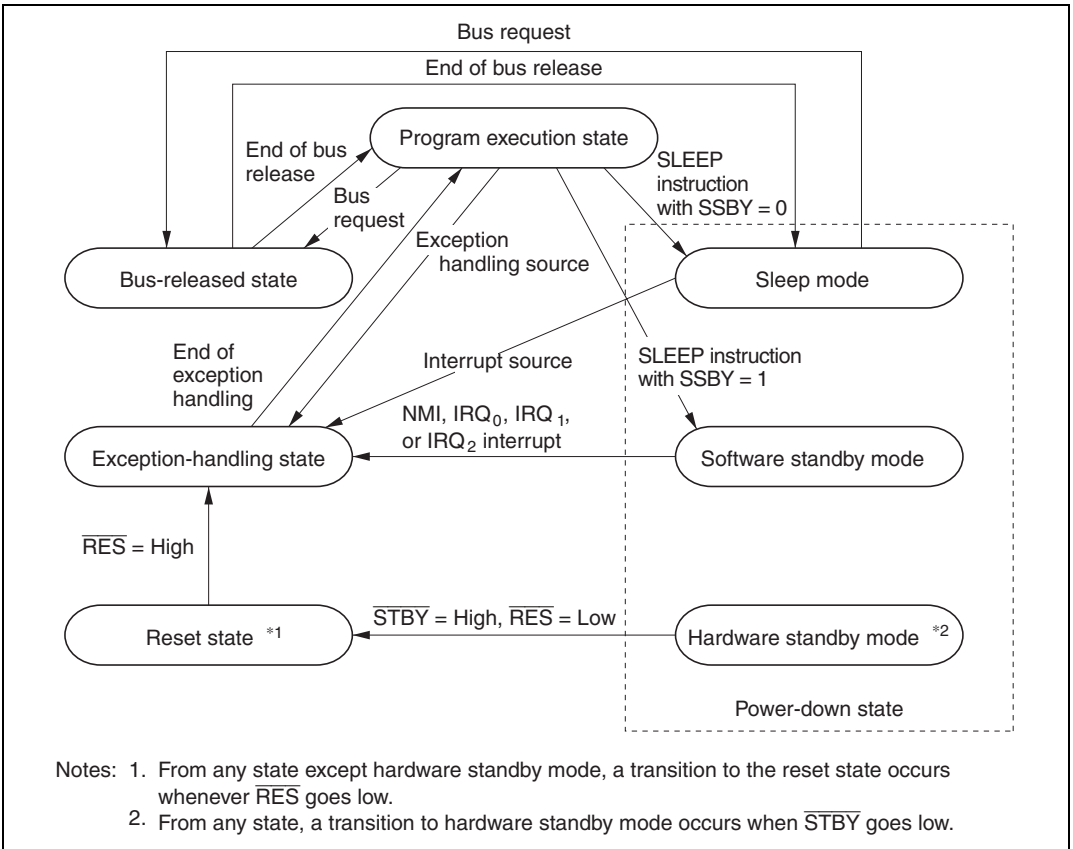 Bus request
End of bus release
Program execution state
End of bus
release
Bus
request
SLEEP
instruction
with SSBY = 0
Exception
handling source
Bus-released state
Sleep mode
End of
exception
handling
Interrupt source
SLEEP instruction
with SSBY = 1
NMI, IRQ₀, IRQ₁,
or IRQ₂ interrupt
Exception-handling state
Software standby mode
R̅E̅S̅ = High
S̅T̅B̅Y̅ = High, R̅E̅S̅ = Low
Reset state *1
Hardware standby mode *2
Power-down state
Notes: 1. From any state except hardware standby mode, a transition to the reset state occurs
whenever R̅E̅S̅ goes low.
2. From any state, a transition to hardware standby mode occurs when S̅T̅B̅Y̅ goes low.